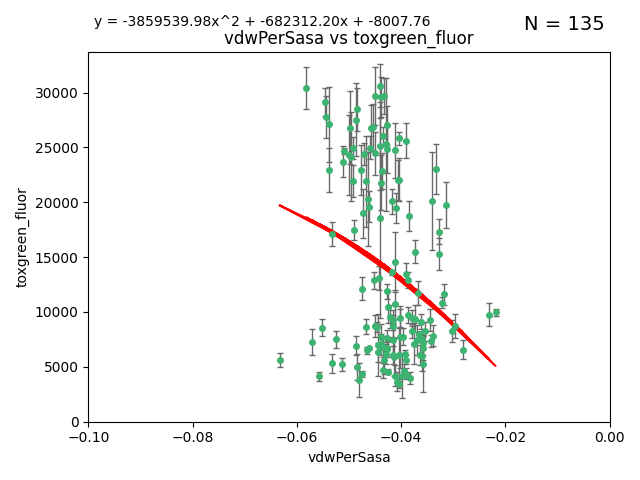 y = -3859539.98x^2 + -682312.20x + -8007.76
N = 135
vdwPerSasa vs toxgreen_fluor
30000
25000
20000
15000
10000
5000
0
toxgreen_fluor
−0.10
−0.08
−0.06
−0.04
−0.02
0.00
vdwPerSasa